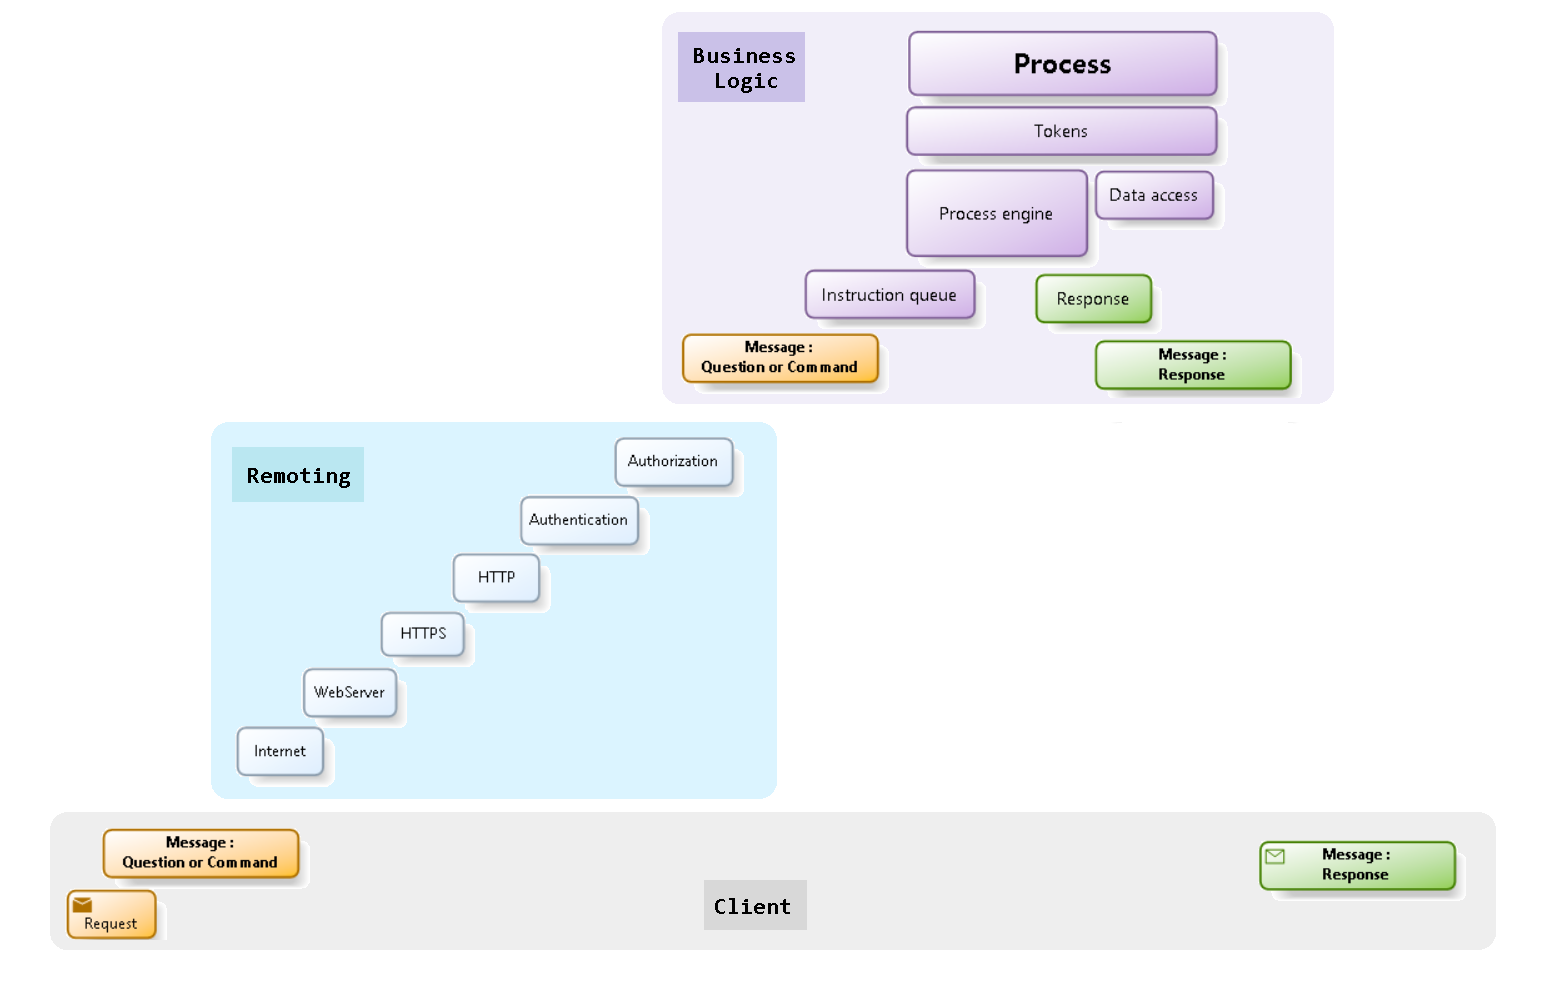 Business
Logic
Process
Tokens
Process engine
Data access
Instruction queue
Response
Message :
Question or Command
Message :
Response
Remoting
Authorization
Authentication
HTTP
HTTPS
WebServer
Internet
Message :
Question or Command
Request
Client
Message :
Response